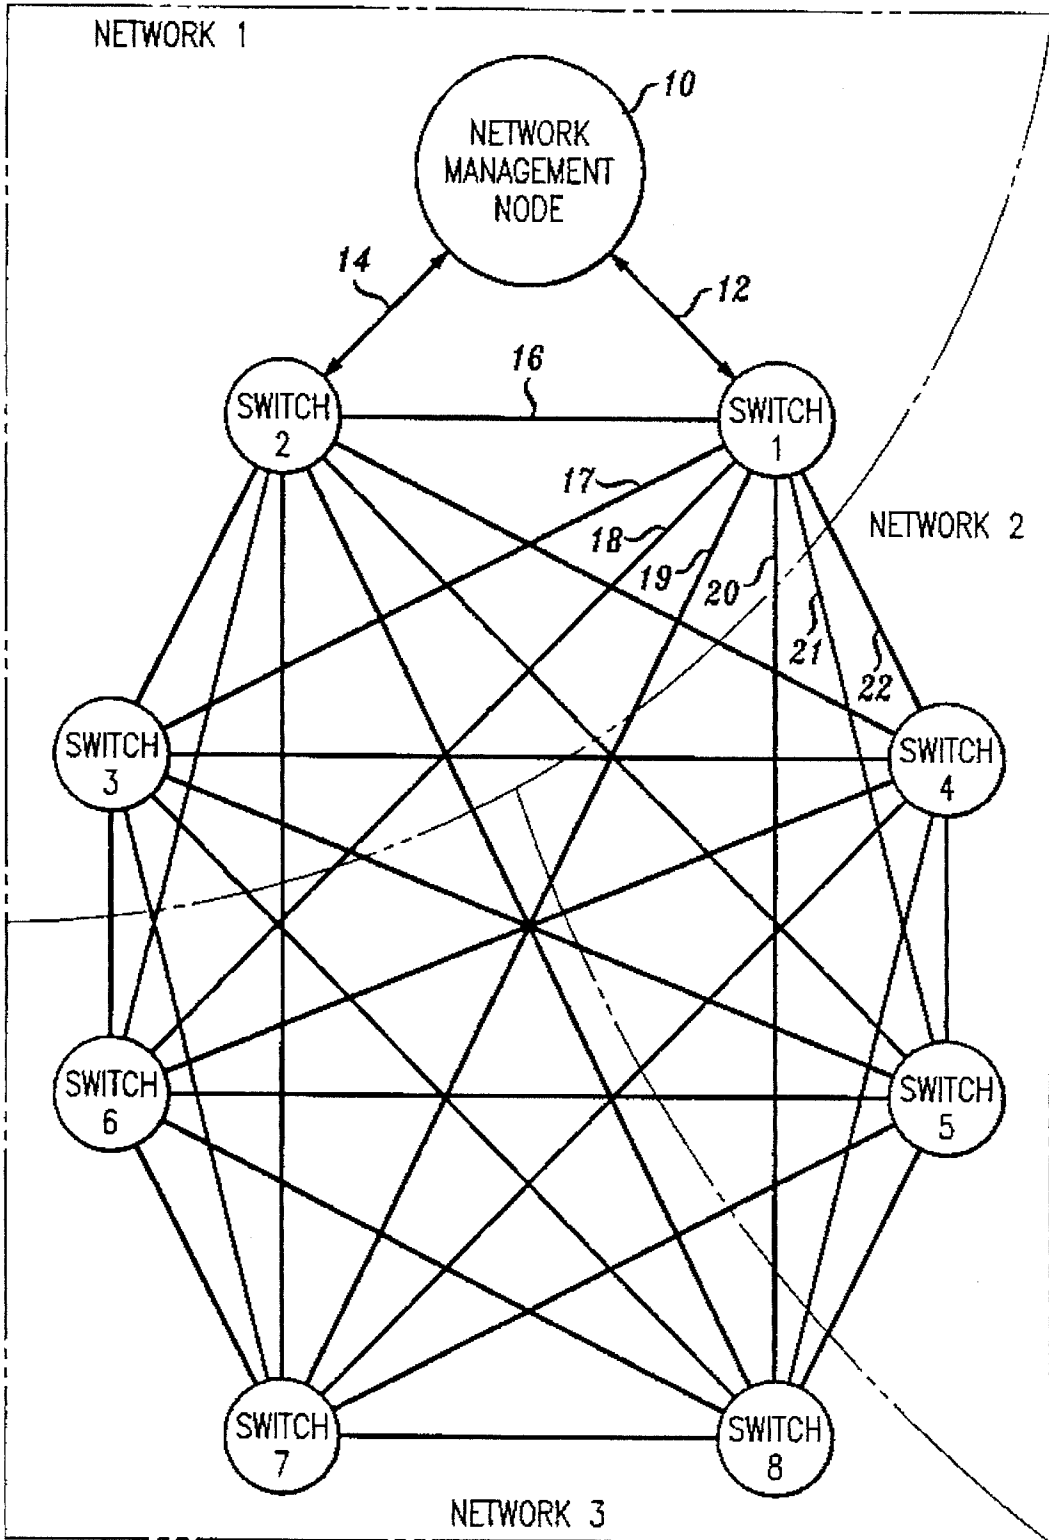 NETWORK 1
10
NETWORK
MANAGEMENT
NODE
14
12
16
SWITCH
2
SWITCH
1
17
18
19
20
21
22
NETWORK 2
SWITCH
3
SWITCH
4
SWITCH
6
SWITCH
5
SWITCH
7
SWITCH
8
NETWORK 3